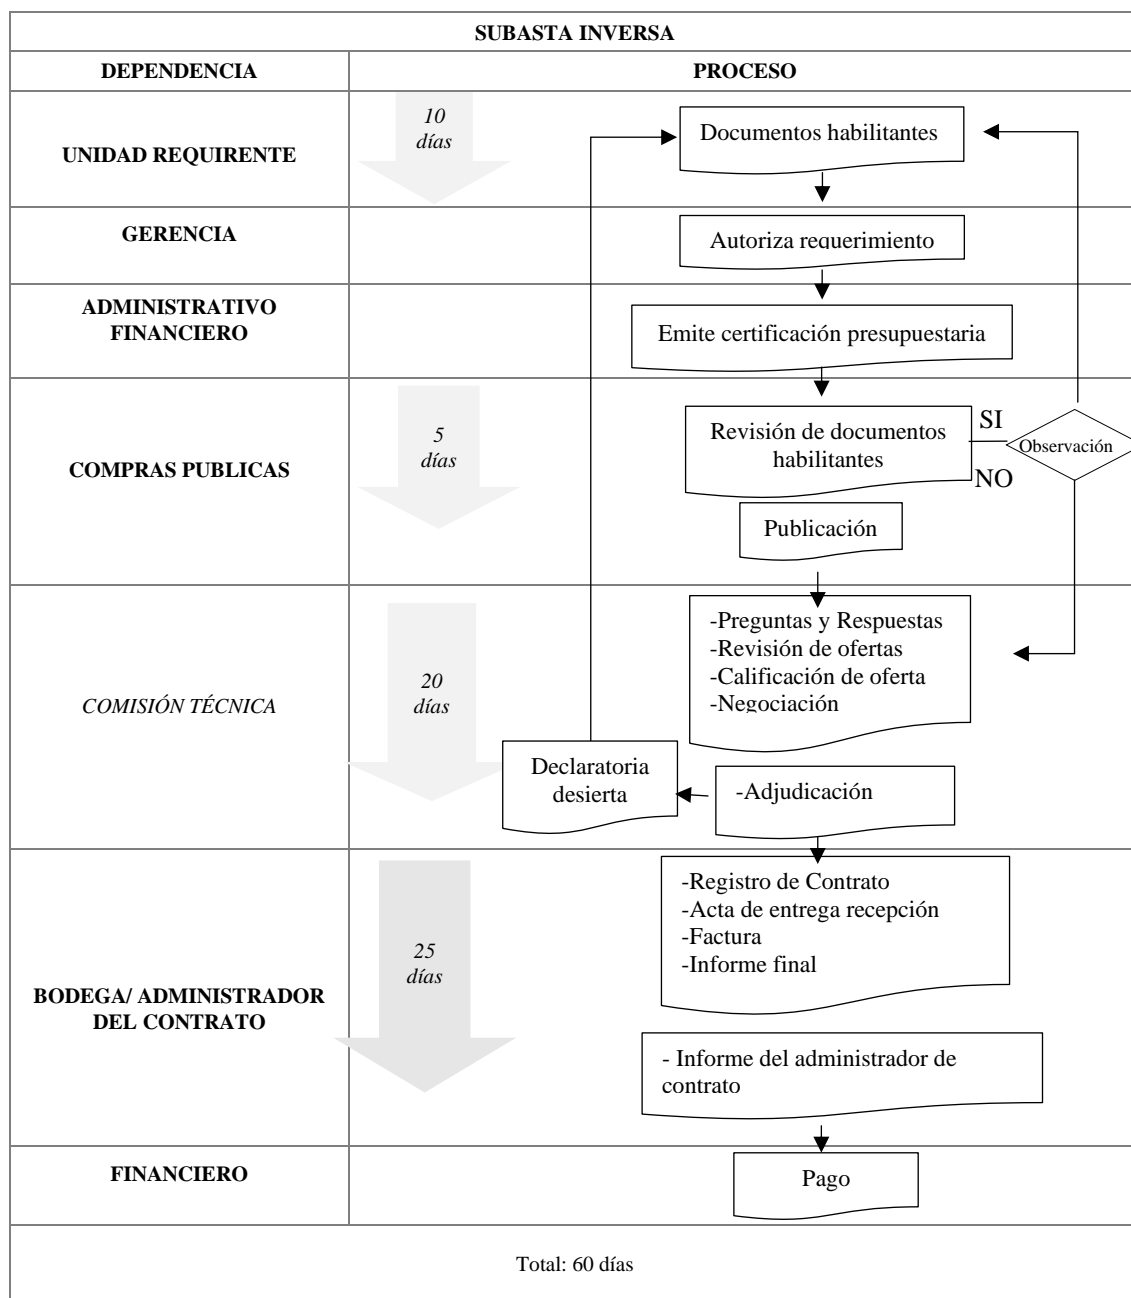 SUBASTA INVERSA
DEPENDENCIA
PROCESO
UNIDAD REQUIRENTE
10
días
Documentos habilitantes
GERENCIA
Autoriza requerimiento
ADMINISTRATIVO
FINANCIERO
Emite certificación presupuestaria
COMPRAS PUBLICAS
5
días
Revisión de documentos
habilitantes
SI
NO
Observación
Publicación
COMISIÓN TÉCNICA
20
días
-Preguntas y Respuestas
-Revisión de ofertas
-Calificación de oferta
-Negociación
Declaratoria
desierta
-Adjudicación
BODEGA/ ADMINISTRADOR
DEL CONTRATO
25
días
-Registro de Contrato
-Acta de entrega recepción
-Factura
-Informe final
- Informe del administrador de
contrato
FINANCIERO
Pago
Total: 60 días